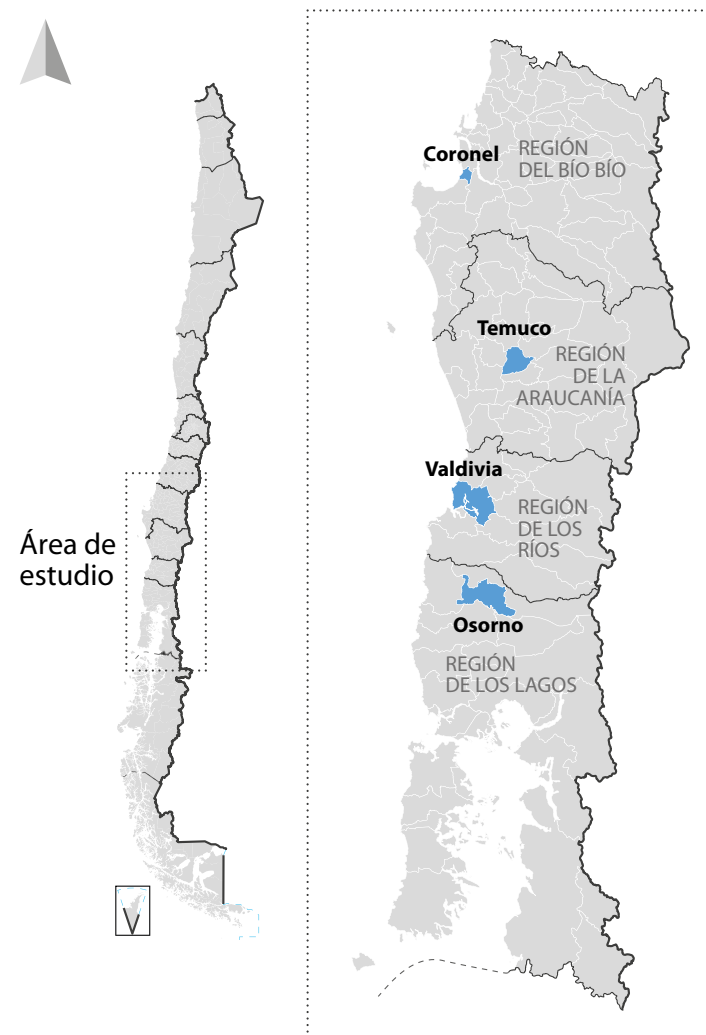 Área de
estudio
Coronel
REGIÓN
DEL BÍO BÍO
Temuco
REGIÓN
DE LA
ARAUCANÍA
Valdivia
REGIÓN
DE LOS
RÍOS
Osorno
REGIÓN
DE LOS LAGOS